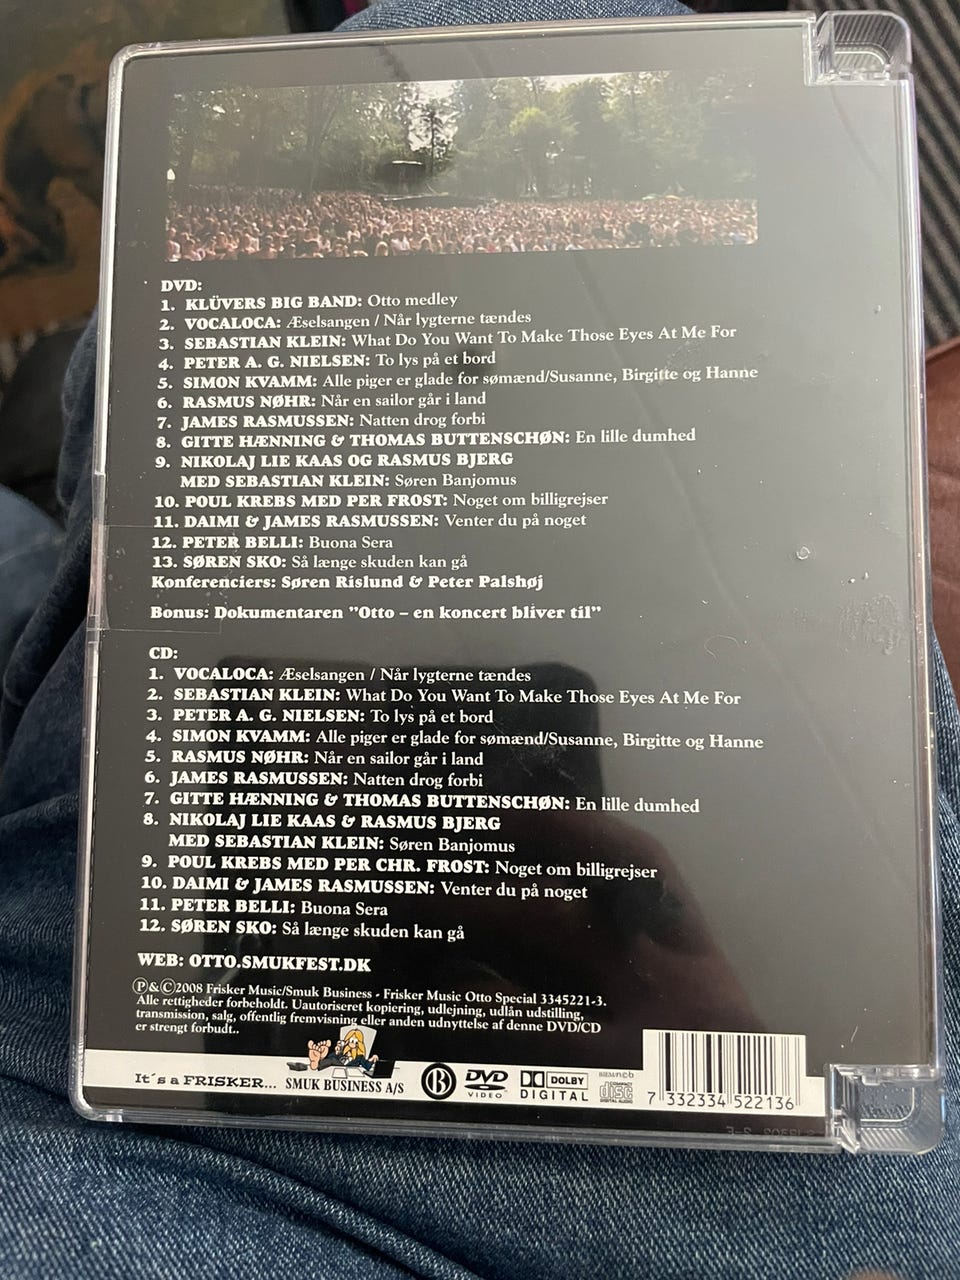 DVD:
1. KLÜVERS BIG BAND: Otto medley
2. VOCALOCA: Æselsangen / Når lygterne tændes
3. SEBASTIAN KLEIN: What Do You Want To Make Those Eyes At Me For
4. PETER A. G. NIELSEN: To lys på et bord
5. SIMON KVAMM: Alle piger er glade for sømænd/Susanne, Birgitte og Hanne
6. RASMUS NØHR: Når en sailor går i land
7. JAMES RASMUSSEN: Natten drog forbi
8. GITTE HÆNNING & THOMAS BUTTENSCHØN: En lille dumhed
9. NIKOLAJ LIE KAAS OG RASMUS BJERG
MED SEBASTIAN KLEIN: Søren Banjomus
10. POUL KREBS MED PER FROST: Noget om billigrejser
11. DAIMI & JAMES RASMUSSEN: Venter du på noget
12. PETER BELLI: Buona Sera
13. SØREN SKO: Så længe skuden kan gå
Konferenciers: Søren Rislund & Peter Palshøj
Bonus: Dokumentaren "Otto – en koncert bliver til"
CD:
1. VOCALOCA: Æselsangen / Når lygterne tændes
2. SEBASTIAN KLEIN: What Do You Want To Make Those Eyes At Me For
3. PETER A. G. NIELSEN: To lys på et bord
4. SIMON KVAMM: Alle piger er glade for sømænd/Susanne, Birgitte og Hanne
5. RASMUS NØHR: Når en sailor går i land
6. JAMES RASMUSSEN: Natten drog forbi
7. GITTE HÆNNING & THOMAS BUTTENSCHØN: En lille dumhed
8. NIKOLAJ LIE KAAS & RASMUS BJERG
MED SEBASTIAN KLEIN: Søren Banjomus
9. POUL KREBS MED PER CHR. FROST: Noget om billigrejser
10. DAIMI & JAMES RASMUSSEN: Venter du på noget
11. PETER BELLI: Buona Sera
12. SØREN SKO: Så længe skuden kan gå
WEB: OTTO.SMUKFEST.DK
℗&©2008 Frisker Music/Smuk Business - Frisker Music Otto Special 3345221-3.
Alle rettigheder forbeholdt. Uautoriseret kopiering, udlejning, udlån udstilling,
transmission, salg, offentlig fremvisning eller anden udnyttelse af denne DVD/CD
er strengt forbudt..
It´s a FRISKER... SMUK BUSINESS A/S B DVD VIDEO DOLBY DIGITAL COMPACT disc DIGITAL AUDIO 7 332334 522136